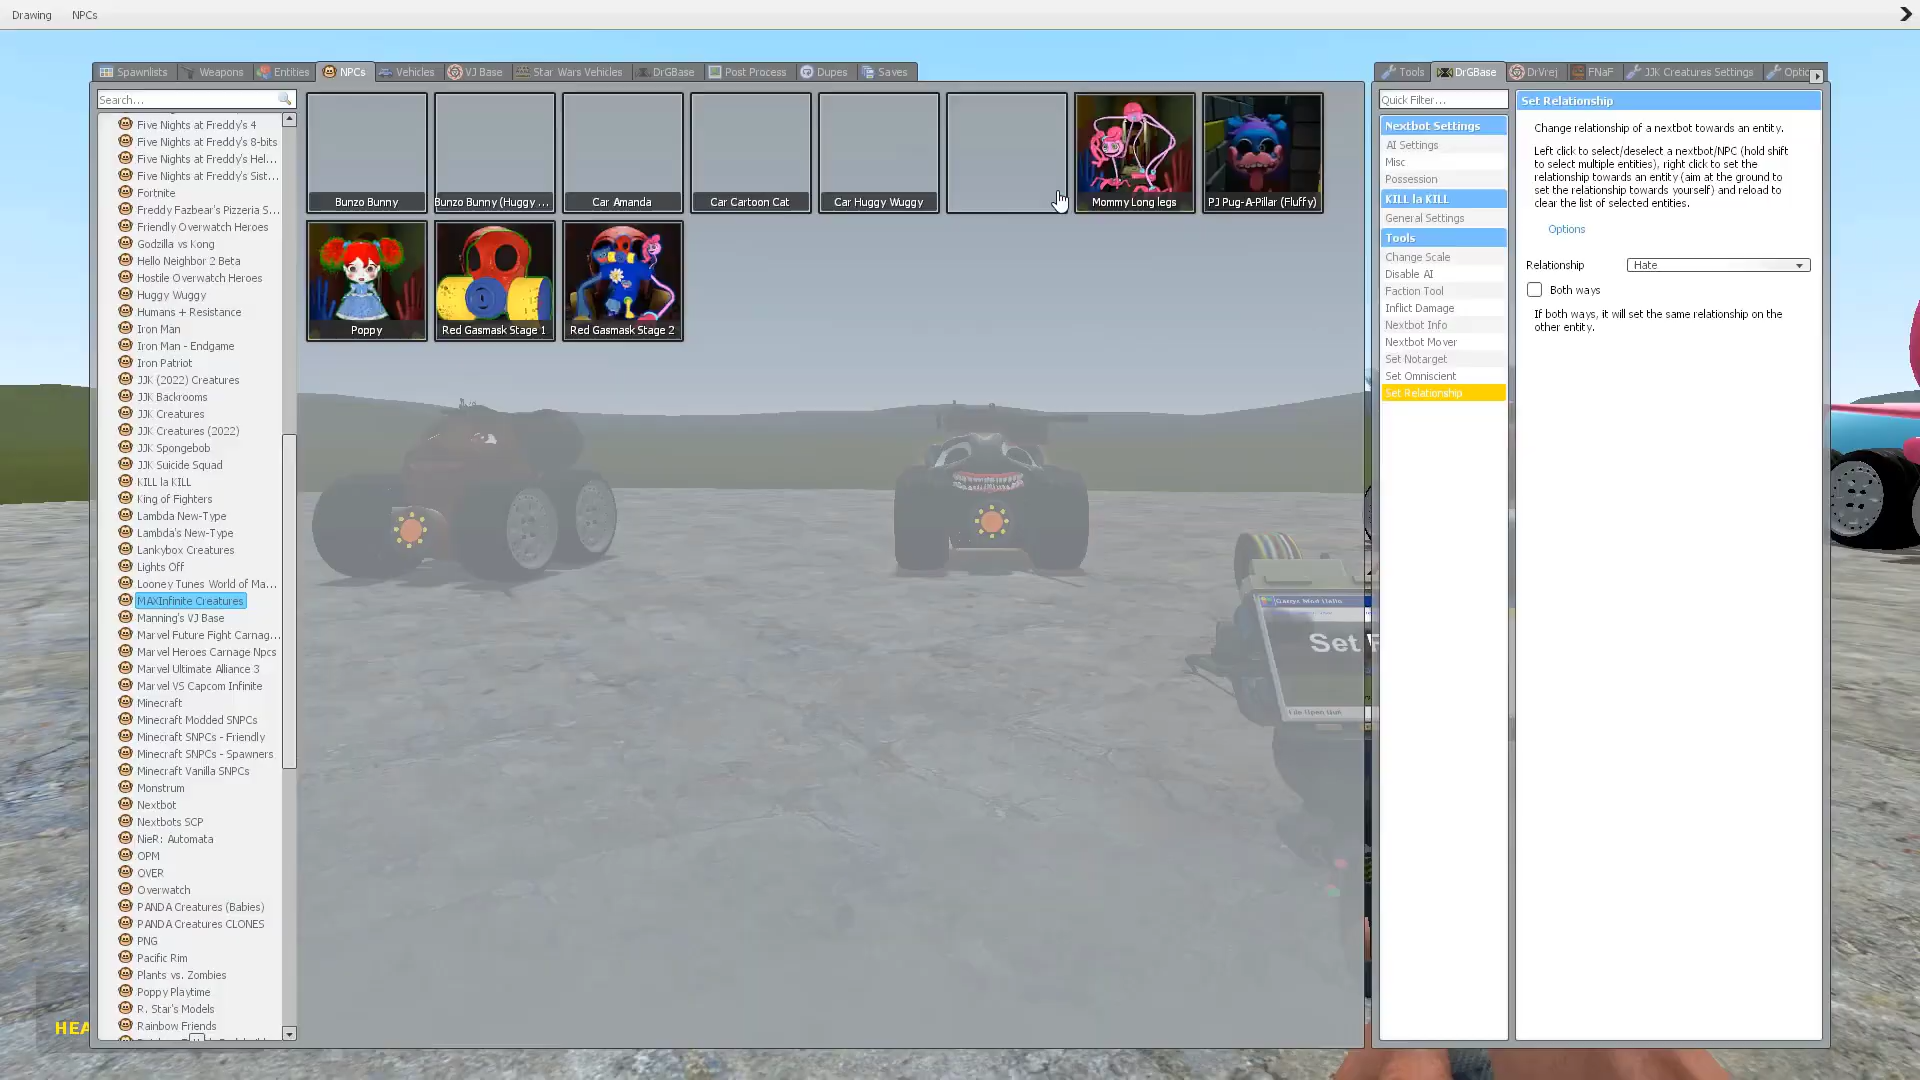 Drawing NPCs
Spawnlists Weapons Entities NPCs Vehicles VJ Base Star Wars Vehicles DrGBase Post Process Dupes Saves
Tools DrGBase DrVrej FNaF JJK Creatures Settings Optic
Search...
Five Nights at Freddy's 4
Five Nights at Freddy's 8-bits
Five Nights at Freddy's Hel...
Five Nights at Freddy's Sist...
Fortnite
Freddy Fazbear's Pizzeria S...
Friendly Overwatch Heroes
Godzilla vs Kong
Hello Neighbor 2 Beta
Hostile Overwatch Heroes
Huggy Wuggy
Humans + Resistance
Iron Man
Iron Man - Endgame
Iron Patriot
JJK (2022) Creatures
JJK Backrooms
JJK Creatures
JJK Creatures (2022)
JJK Spongebob
JJK Suicide Squad
KILL la KILL
King of Fighters
Lambda New-Type
Lambda's New-Type
Lankybox Creatures
Lights Off
Looney Tunes World of Ma...
MAXInfinite Creatures
Manning's VJ Base
Marvel Future Fight Carnag...
Marvel Heroes Carnage Npcs
Marvel Ultimate Alliance 3
Marvel VS Capcom Infinite
Minecraft
Minecraft Modded SNPCs
Minecraft SNPCs - Friendly
Minecraft SNPCs - Spawners
Minecraft Vanilla SNPCs
Monstrum
Nextbot
Nextbots SCP
NieR: Automata
OPM
OVER
Overwatch
PANDA Creatures (Babies)
PANDA Creatures CLONES
PNG
Pacific Rim
Plants vs. Zombies
Poppy Playtime
R. Star's Models
Rainbow Friends
HEA
Bunzo Bunny
Bunzo Bunny (Huggy ...
Car Amanda
Car Cartoon Cat
Car Huggy Wuggy
Mommy Long legs
PJ Pug-A-Pillar (Fluffy)
Poppy
Red Gasmask Stage 1
Red Gasmask Stage 2
Set R
Quick Filter...
Nextbot Settings
AI Settings
Misc
Possession
KILL la KILL
General Settings
Tools
Change Scale
Disable AI
Faction Tool
Inflict Damage
Nextbot Info
Nextbot Mover
Set Notarget
Set Omniscient
Set Relationship
Set Relationship
Change relationship of a nextbot towards an entity.
Left click to select/deselect a nextbot/NPC (hold shift
to select multiple entities), right click to set the
relationship towards an entity (aim at the ground to
set the relationship towards yourself) and reload to
clear the list of selected entities.
Options
Relationship Hate
Both ways
If both ways, it will set the same relationship on the
other entity.